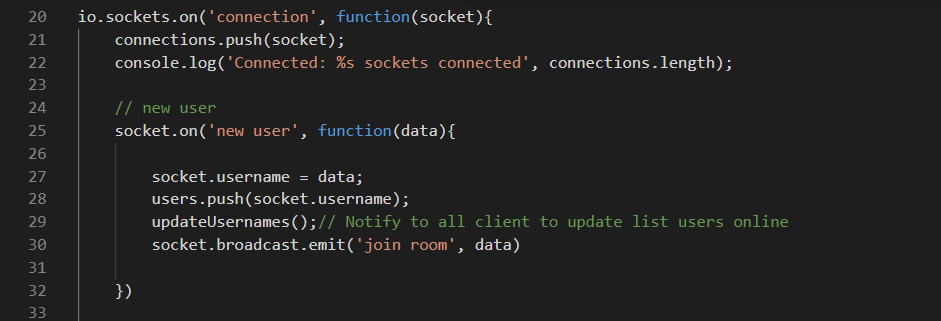 20 io.sockets.on('connection', function(socket){
21 connections.push(socket);
22 console.log('Connected: %s sockets connected', connections.length);
23
24 // new user
25 socket.on('new user', function(data){
26
27 socket.username = data;
28 users.push(socket.username);
29 updateUsernames();// Notify to all client to update list users online
30 socket.broadcast.emit('join room', data)
31
32 })
33